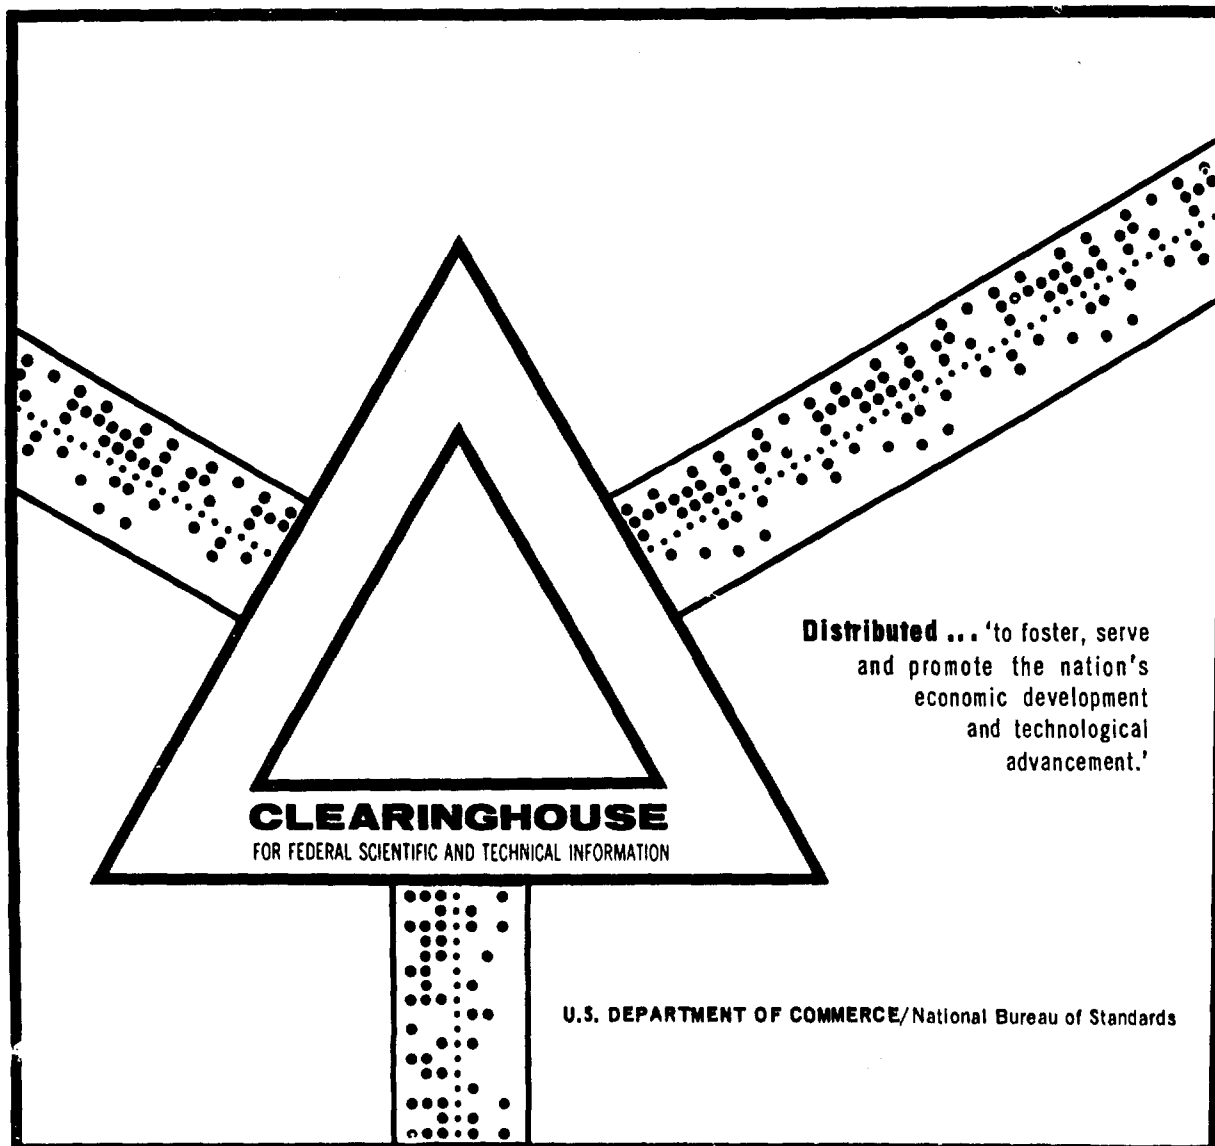 Distributed ... 'to foster, serve
and promote the nation's
economic development
and technological
advancement.'
CLEARINGHOUSE
FOR FEDERAL SCIENTIFIC AND TECHNICAL INFORMATION
U.S. DEPARTMENT OF COMMERCE/National Bureau of Standards